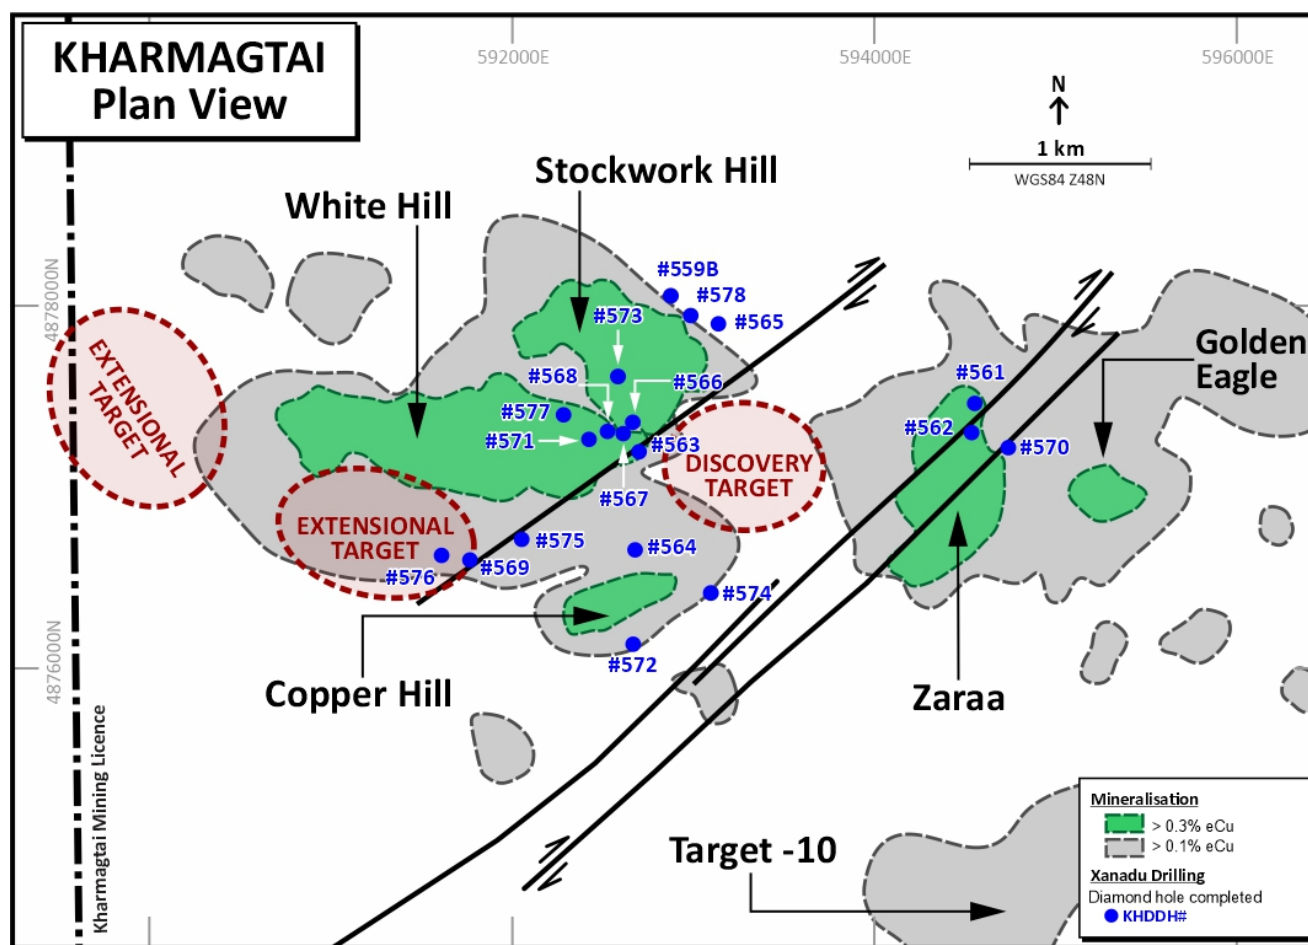 KHARMAGTAI
Plan View
592000E
594000E
596000E
N
1 km
WGS84 Z48N
Stockwork Hill
White Hill
4878000N
#559B
#578
#565
#573
#568
#566
#577
#571
#563
#567
EXTENSIONAL
TARGET
DISCOVERY
TARGET
EXTENSIONAL
TARGET
#575
#564
#576
#569
#574
#572
#561
#562
#570
Golden
Eagle
4876000N
Copper Hill
Zaraa
Kharmagtai Mining Licence
Target -10
Mineralisation
> 0.3% eCu
> 0.1% eCu
Xanadu Drilling
Diamond hole completed
KHDDH#